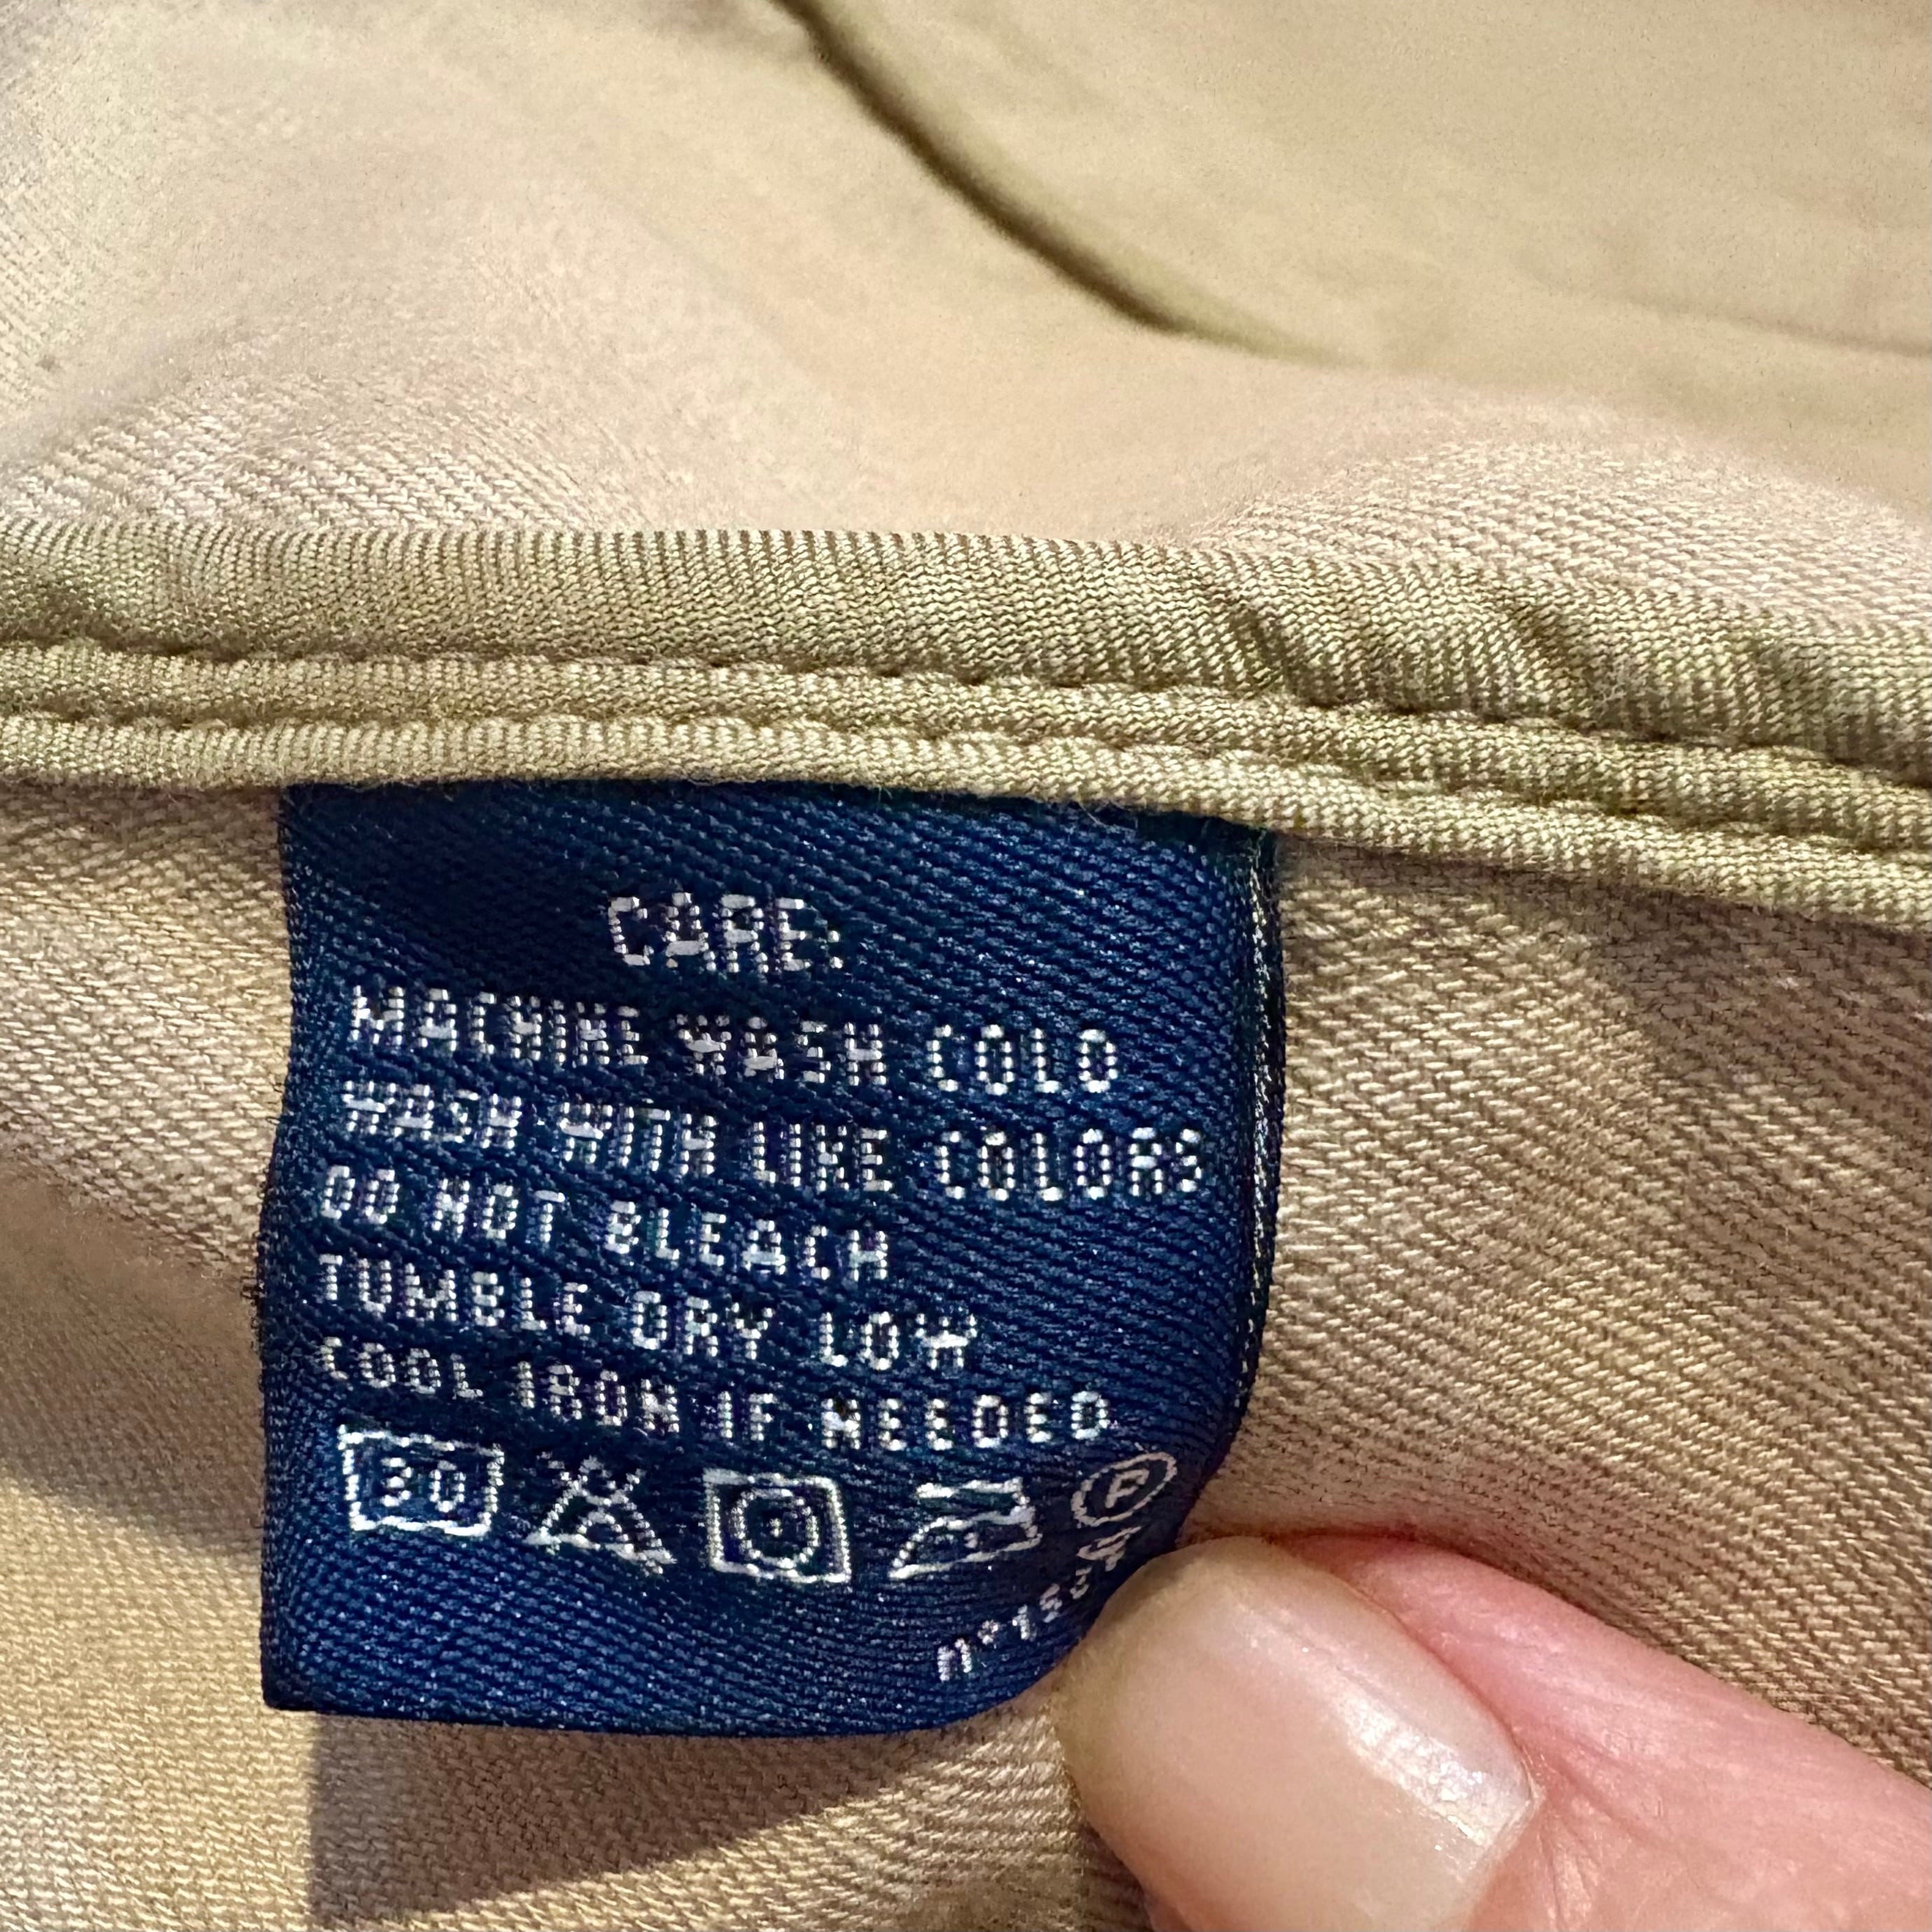 CARE:
MACHINE WASH COLD
WASH WITH LIKE COLORS
DO NOT BLEACH
TUMBLE DRY LOW
COOL IRON IF NEEDED
30
P